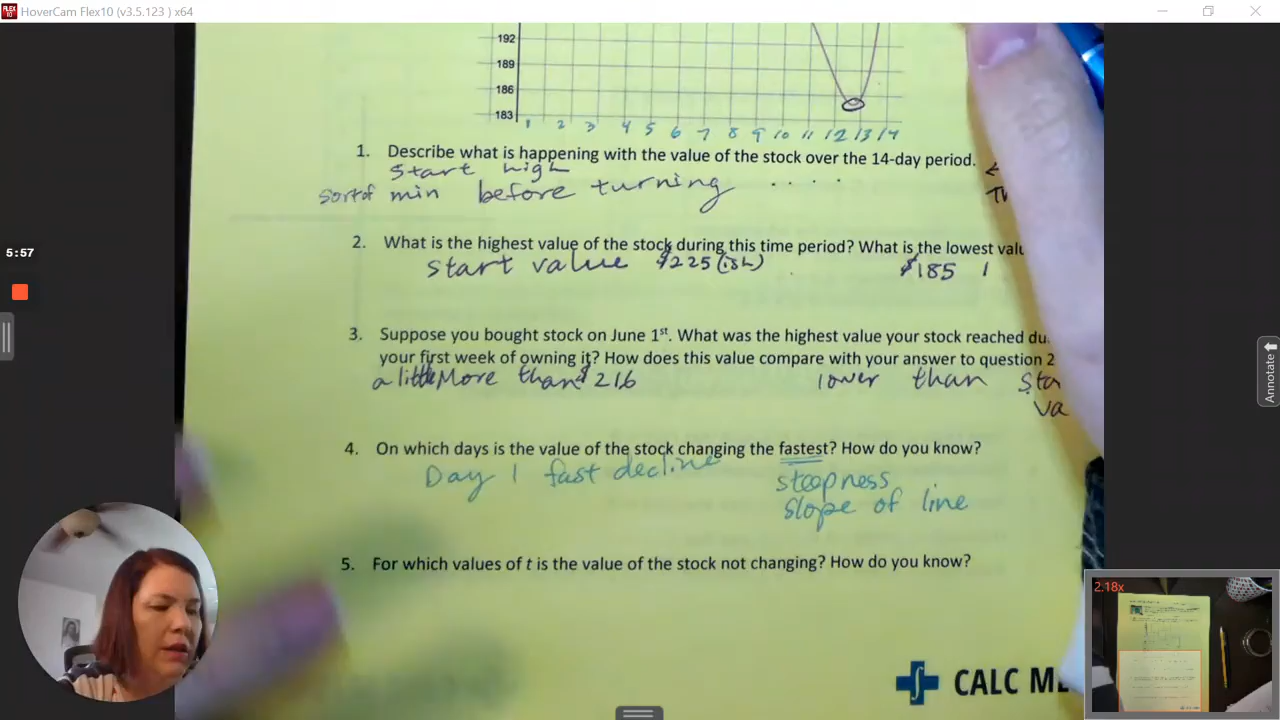 HoverCam Flex10 (v3.5.123 ) x64
192
189
186
183
1 2 3 4 5 6 7 8 9 10 11 12 13 14
1. Describe what is happening with the value of the stock over the 14-day period.
start high
sort of min before turning . . . .
2. What is the highest value of the stock during this time period? What is the lowest valu
start value $225 (ish) $185
3. Suppose you bought stock on June 1st. What was the highest value your stock reached du
your first week of owning it? How does this value compare with your answer to question 2
a little More than $216 lower than sta
va
4. On which days is the value of the stock changing the fastest? How do you know?
Day 1 fast decline steepness
slope of line
5. For which values of t is the value of the stock not changing? How do you know?
CALC ME
5:57
Annotate
2.18x